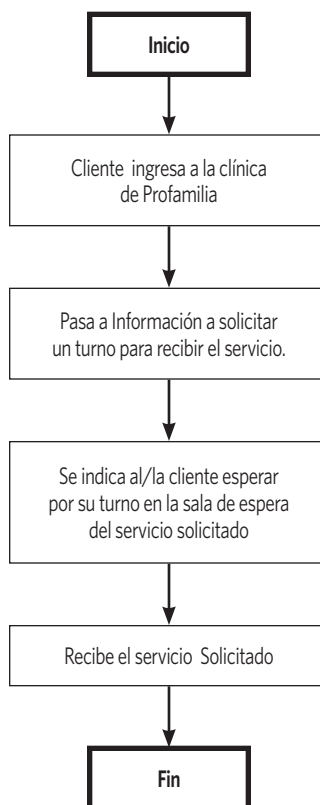 Inicio
Cliente ingresa a la clínica
de Profamilia
Pasa a Información a solicitar
un turno para recibir el servicio.
Se indica al/la cliente esperar
por su turno en la sala de espera
del servicio solicitado
Recibe el servicio Solicitado
Fin